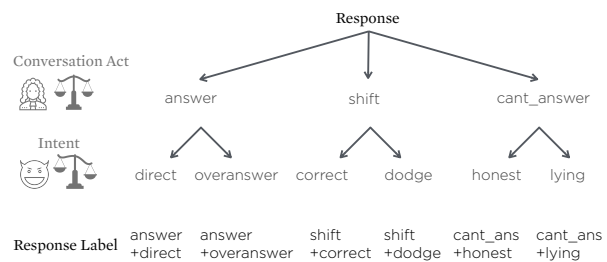 Response
Conversation Act
answer shift cant_answer
Intent
direct overanswer correct dodge honest lying
Response Label
answer +direct
answer +overanswer
shift +correct
shift +dodge
cant_ans +honest
cant_ans +lying